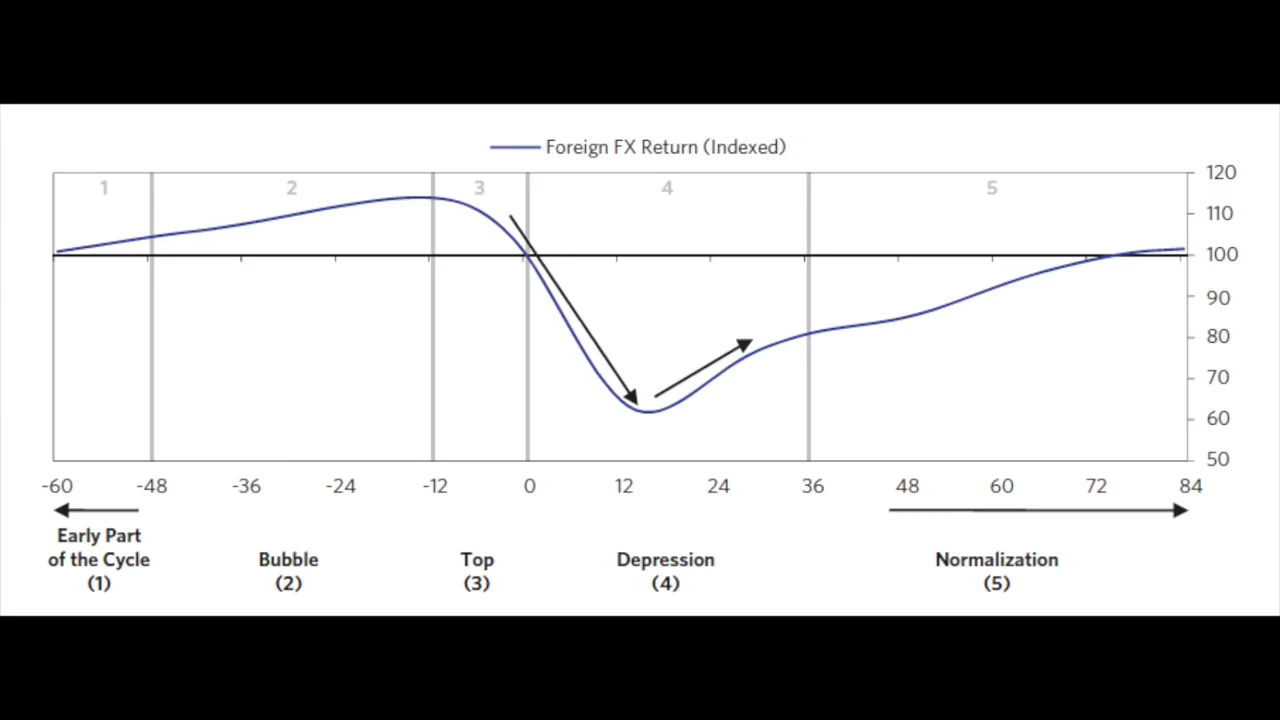 Foreign FX Return (Indexed)
1 2 3 4 5
120
110
100
90
80
70
60
50
-60 -48 -36 -24 -12 0 12 24 36 48 60 72 84
Early Part
of the Cycle
(1)
Bubble
(2)
Top
(3)
Depression
(4)
Normalization
(5)